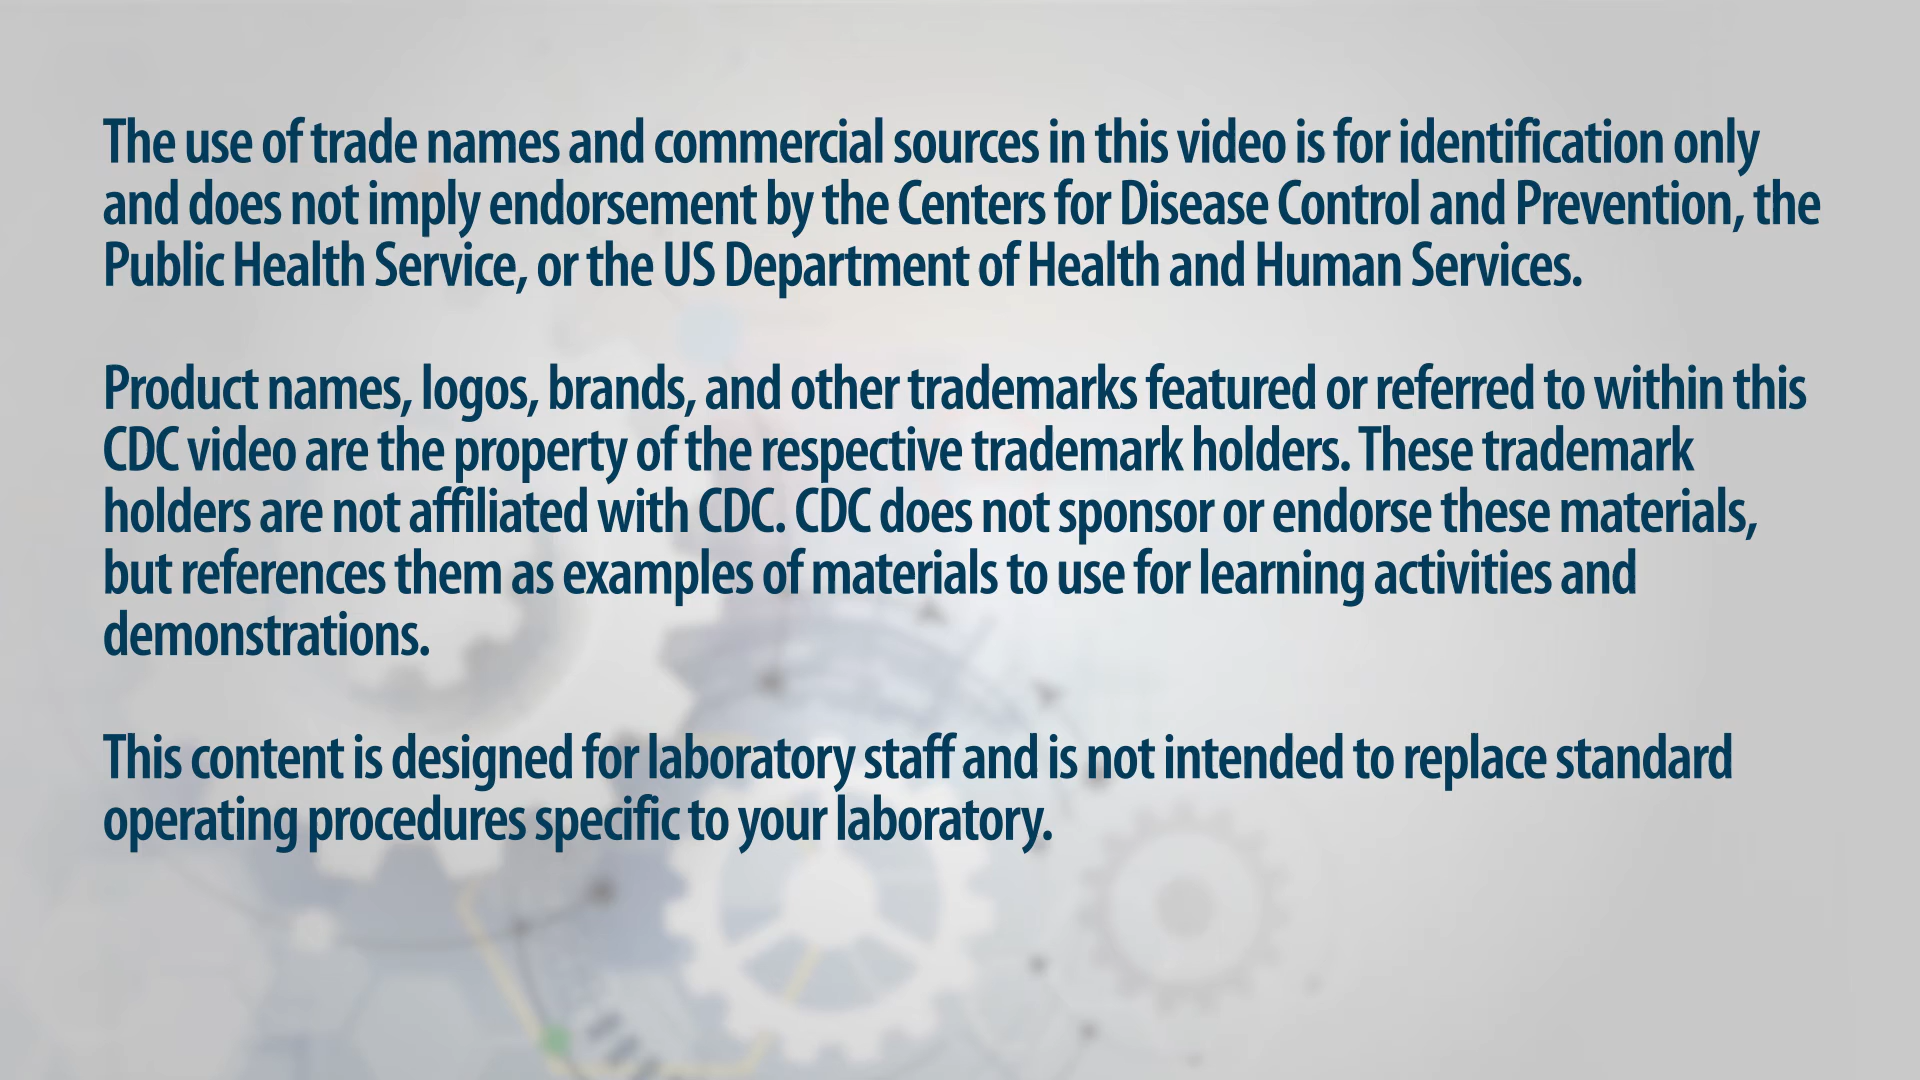 The use of trade names and commercial sources in this video is for identification only
and does not imply endorsement by the Centers for Disease Control and Prevention, the
Public Health Service, or the US Department of Health and Human Services.
Product names, logos, brands, and other trademarks featured or referred to within this
CDC video are the property of the respective trademark holders. These trademark
holders are not affiliated with CDC. CDC does not sponsor or endorse these materials,
but references them as examples of materials to use for learning activities and
demonstrations.
This content is designed for laboratory staff and is not intended to replace standard
operating procedures specific to your laboratory.